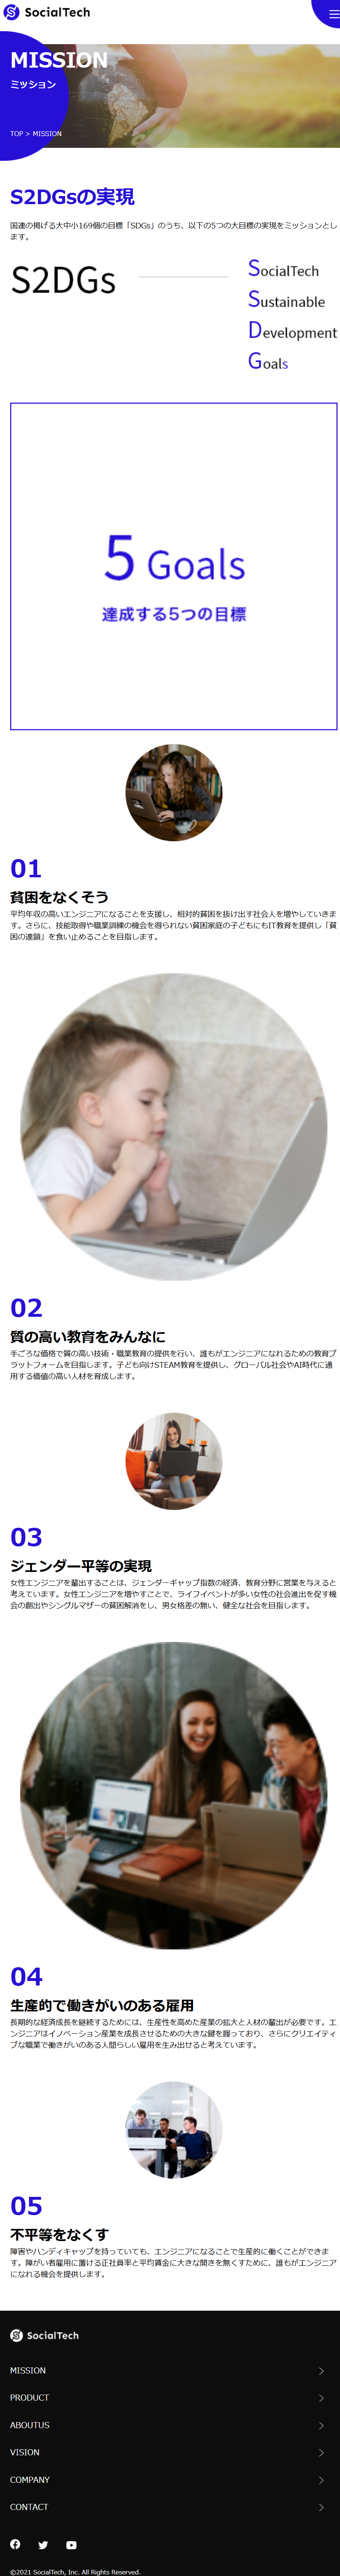 SocialTech
MISSION
ミッション
TOP > MISSION
S2DGsの実現
国連の掲げる大中小169個の目標「SDGs」のうち、以下の5つの大目標の実現をミッションとし
ます。
S2DGs
SocialTech
Sustainable
Development
Goals
5 Goals
達成する5つの目標
01
貧困をなくそう
平均年収の高いエンジニアになることを支援し、相対的貧困を抜け出す社会人を増やしていきま
す。さらに、技能取得や職業訓練の機会を得られない貧困家庭の子どもにもIT教育を提供し「貧
困の連鎖」を食い止めることを目指します。
02
質の高い教育をみんなに
手ごろな価格で質の高い技術・職業教育の提供を行い、誰もがエンジニアになれるための教育プ
ラットフォームを目指します。子ども向けSTEAM教育を提供し、グローバル社会やAI時代に通
用する価値の高い人材を育成します。
03
ジェンダー平等の実現
女性エンジニアを輩出することは、ジェンダーギャップ指数の経済、教育分野に営業を与えると
考えています。女性エンジニアを増やすことで、ライフイベントが多い女性の社会進出を促す機
会の創出やシングルマザーの貧困解消をし、男女格差の無い、健全な社会を目指します。
04
生産的で働きがいのある雇用
長期的な経済成長を継続するためには、生産性を高めた産業の拡大と人材の輩出が必要です。エ
ンジニアはイノベーション産業を成長させるための大きな鍵を握っており、さらにクリエイティ
ブな職業で働きがいのある人間らしい雇用を生み出せると考えています。
05
不平等をなくす
障害やハンディキャップを持っていても、エンジニアになることで生産的に働くことができま
す。障がい者雇用に置ける正社員率と平均賃金に大きな開きを無くすために、誰もがエンジニア
になれる機会を提供します。
SocialTech
MISSION
PRODUCT
ABOUTUS
VISION
COMPANY
CONTACT
©2021 SocialTech, Inc. All Rights Reserved.